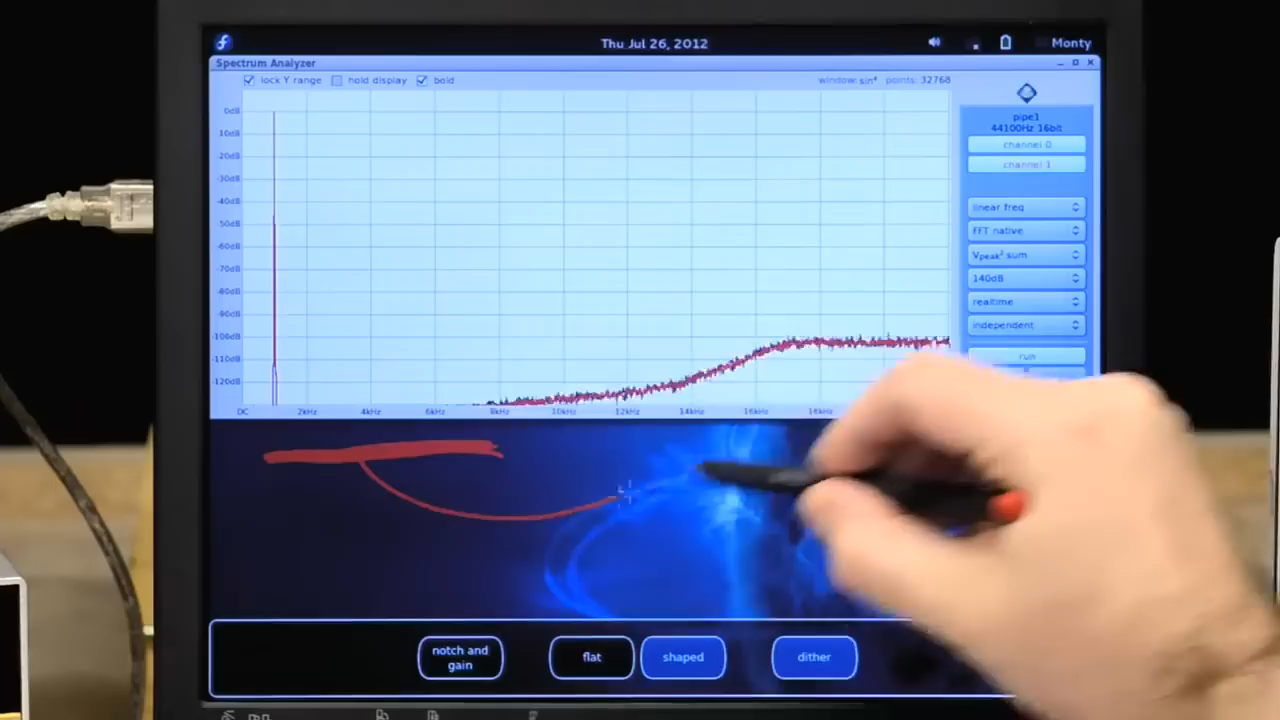 Thu Jul 26, 2012
Monty
Spectrum Analyzer
lock Y range hold display bold
window: sin⁴ points: 32768
0dB
-10dB
-20dB
-30dB
-40dB
-50dB
-60dB
-70dB
-80dB
-90dB
-100dB
-110dB
-120dB
DC 2kHz 4kHz 6kHz 8kHz 10kHz 12kHz 14kHz 16kHz
pipe1
44100Hz 16bit
channel 0
channel 1
linear freq
FFT native
Vpeak² sum
140dB
realtime
independent
run
notch and
gain
flat
shaped
dither